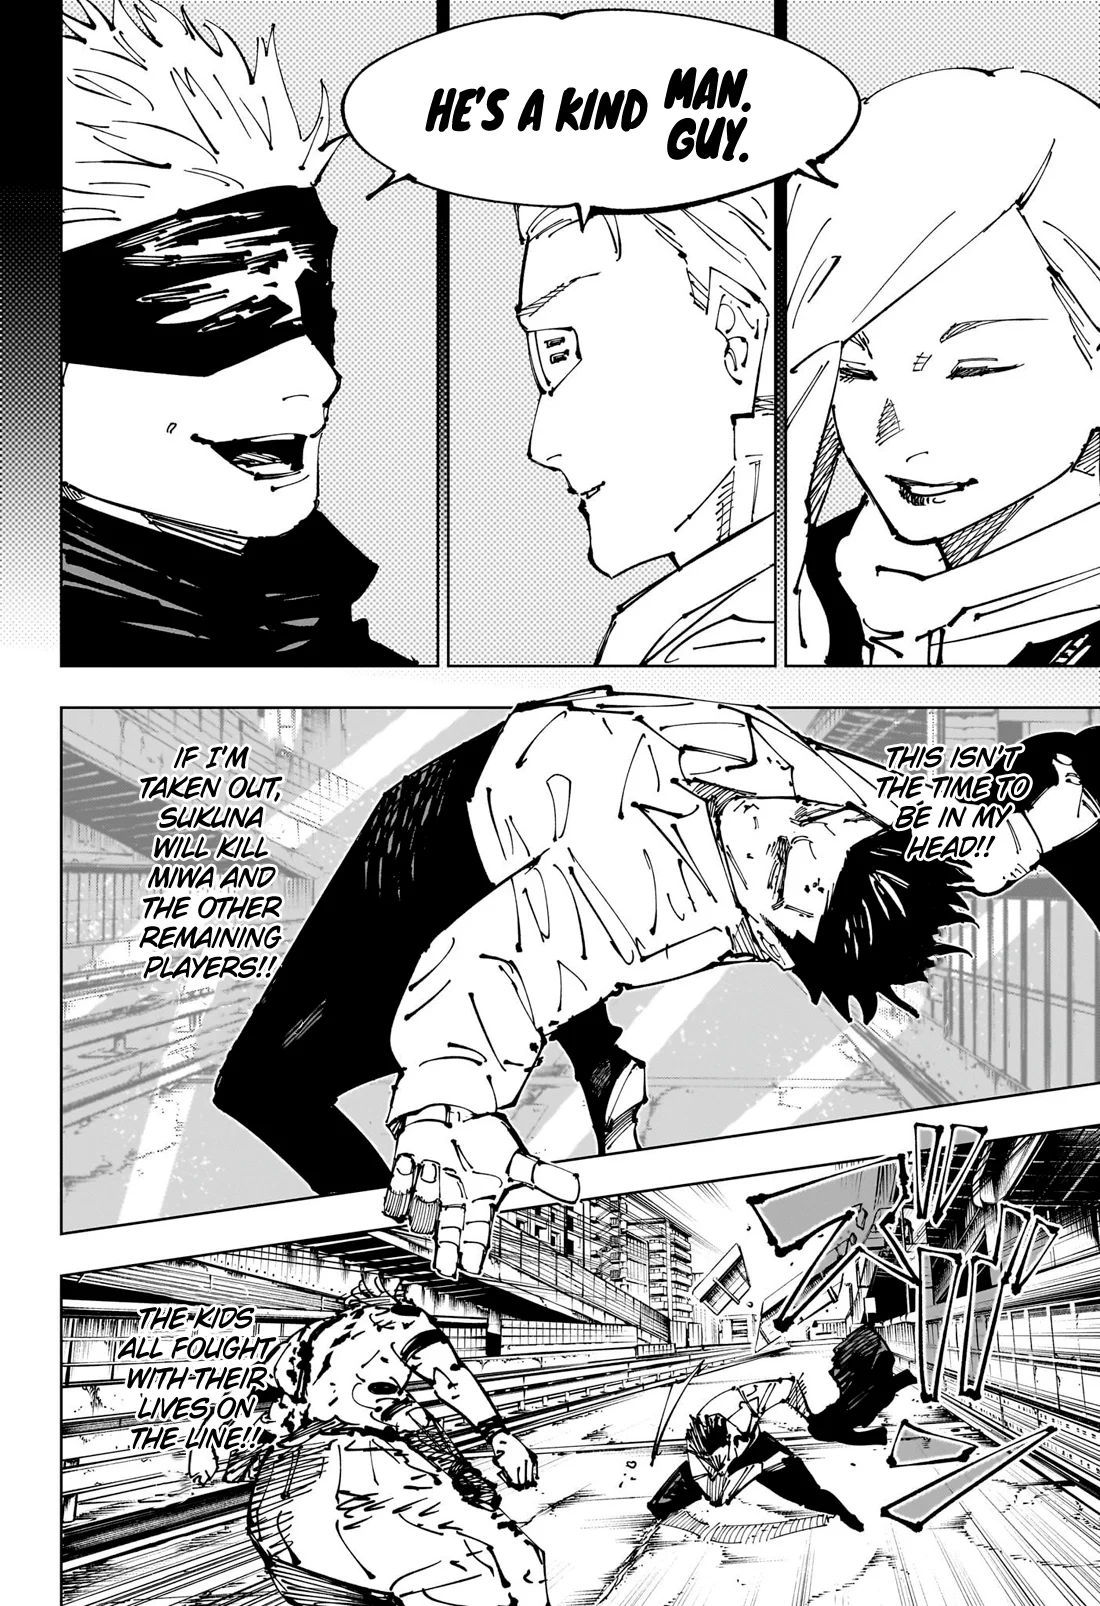 HE'S A KIND MAN.
GUY.
THIS ISN'T
THE TIME TO
BE IN MY
HEAD!!
IF I'M
TAKEN OUT,
SUKUNA
WILL KILL
MIWA AND
THE OTHER
REMAINING
PLAYERS!!
THE KIDS
ALL FOUGHT
WITH THEIR
LIVES ON
THE LINE!!